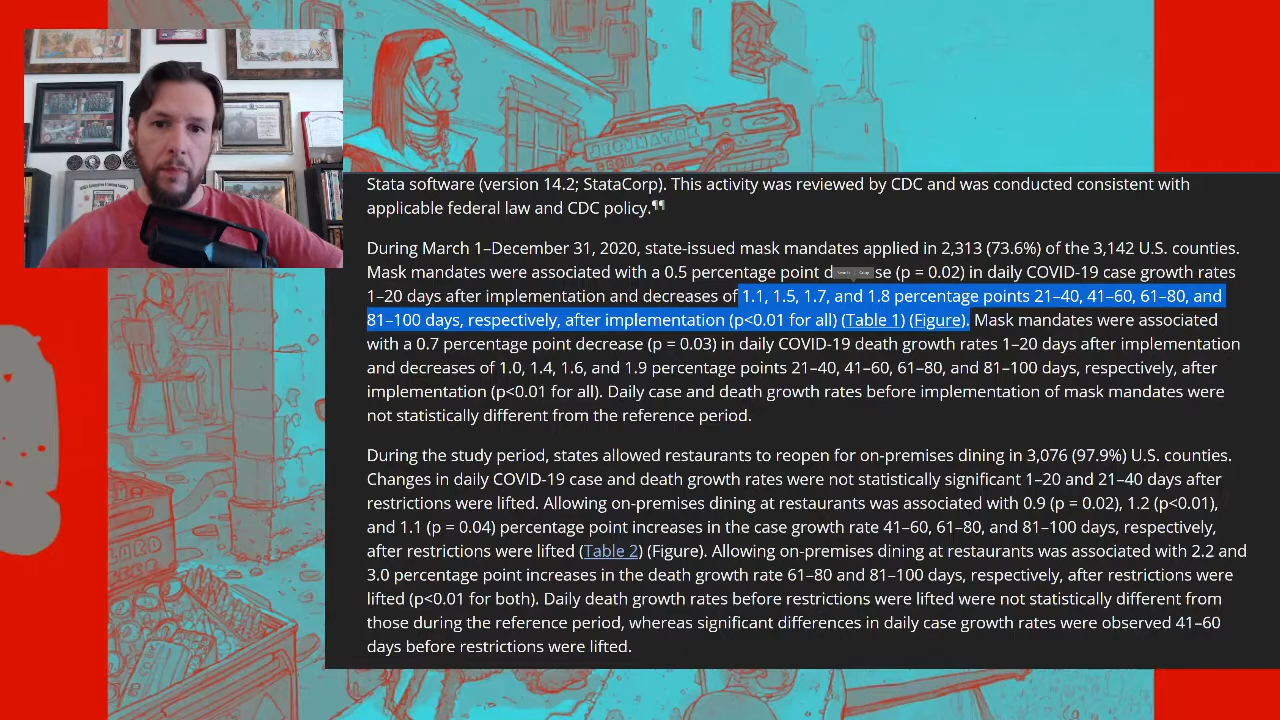 DECUMATIK
Stata software (version 14.2; StataCorp). This activity was reviewed by CDC and was conducted consistent with
applicable federal law and CDC policy.¶¶
During March 1–December 31, 2020, state-issued mask mandates applied in 2,313 (73.6%) of the 3,142 U.S. counties.
Mask mandates were associated with a 0.5 percentage point d se (p = 0.02) in daily COVID-19 case growth rates
1–20 days after implementation and decreases of 1.1, 1.5, 1.7, and 1.8 percentage points 21–40, 41–60, 61–80, and
81–100 days, respectively, after implementation (p<0.01 for all) (Table 1) (Figure). Mask mandates were associated
with a 0.7 percentage point decrease (p = 0.03) in daily COVID-19 death growth rates 1–20 days after implementation
and decreases of 1.0, 1.4, 1.6, and 1.9 percentage points 21–40, 41–60, 61–80, and 81–100 days, respectively, after
implementation (p<0.01 for all). Daily case and death growth rates before implementation of mask mandates were
not statistically different from the reference period.
During the study period, states allowed restaurants to reopen for on-premises dining in 3,076 (97.9%) U.S. counties.
Changes in daily COVID-19 case and death growth rates were not statistically significant 1–20 and 21–40 days after
restrictions were lifted. Allowing on-premises dining at restaurants was associated with 0.9 (p = 0.02), 1.2 (p<0.01),
and 1.1 (p = 0.04) percentage point increases in the case growth rate 41–60, 61–80, and 81–100 days, respectively,
after restrictions were lifted (Table 2) (Figure). Allowing on-premises dining at restaurants was associated with 2.2 and
3.0 percentage point increases in the death growth rate 61–80 and 81–100 days, respectively, after restrictions were
lifted (p<0.01 for both). Daily death growth rates before restrictions were lifted were not statistically different from
those during the reference period, whereas significant differences in daily case growth rates were observed 41–60
days before restrictions were lifted.